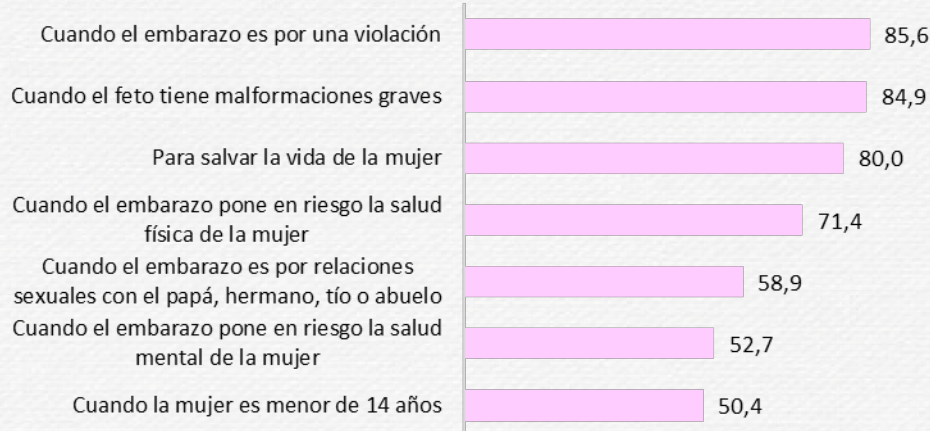 Cuando el embarazo es por una violación 85,6
Cuando el feto tiene malformaciones graves 84,9
Para salvar la vida de la mujer 80,0
Cuando el embarazo pone en riesgo la salud
física de la mujer 71,4
Cuando el embarazo es por relaciones
sexuales con el papá, hermano, tío o abuelo 58,9
Cuando el embarazo pone en riesgo la salud
mental de la mujer 52,7
Cuando la mujer es menor de 14 años 50,4